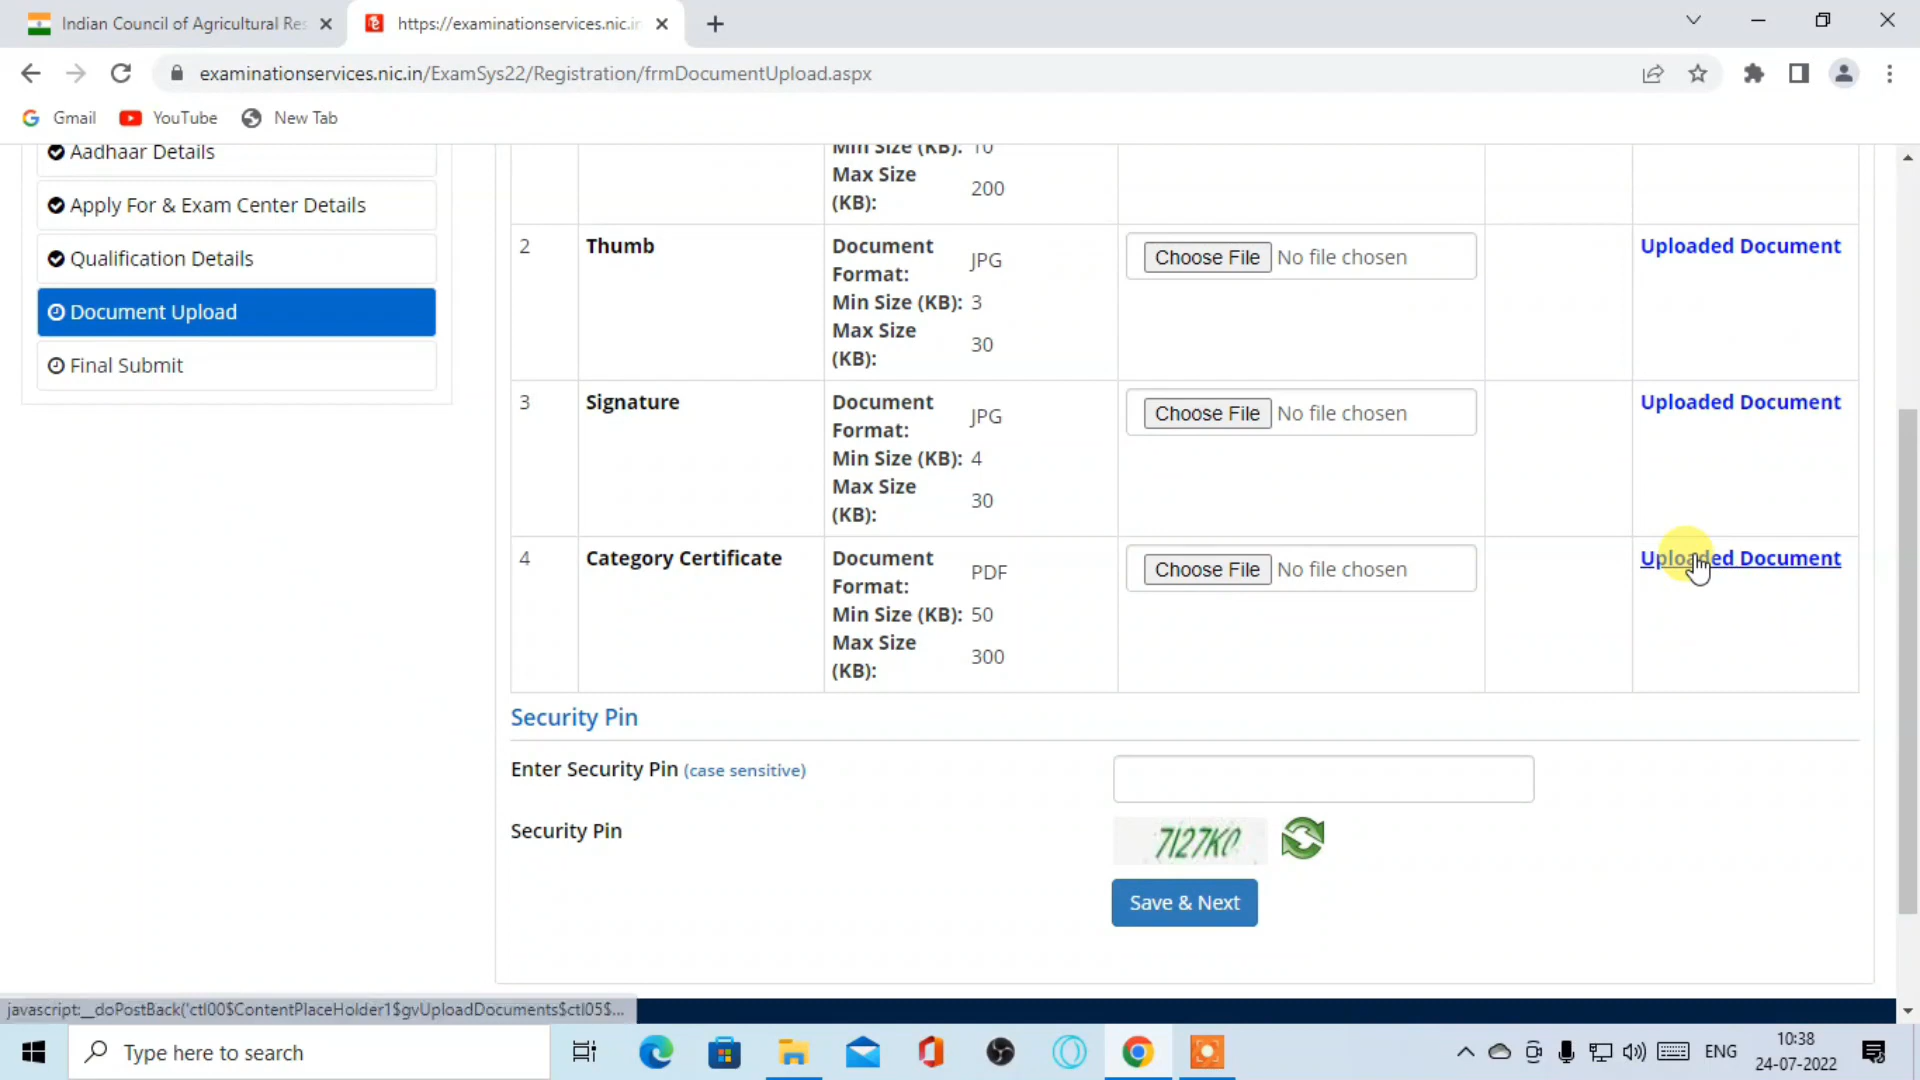 Indian Council of Agricultural Res
https://examinationservices.nic.in
examinationservices.nic.in/ExamSys22/Registration/frmDocumentUpload.aspx
Gmail
YouTube
New Tab
Aadhaar Details
Apply For & Exam Center Details
Qualification Details
Document Upload
Final Submit
Min Size (KB): 10
Max Size (KB): 200
2 Thumb
Document Format: JPG
Min Size (KB): 3
Max Size (KB): 30
Choose File No file chosen
Uploaded Document
3 Signature
Document Format: JPG
Min Size (KB): 4
Max Size (KB): 30
Choose File No file chosen
Uploaded Document
4 Category Certificate
Document Format: PDF
Min Size (KB): 50
Max Size (KB): 300
Choose File No file chosen
Uploaded Document
Security Pin
Enter Security Pin (case sensitive)
Security Pin
Save & Next
javascript:__doPostBack('ctl00$ContentPlaceHolder1$gvUploadDocuments$ctl05$...
Type here to search
ENG
10:38
24-07-2022